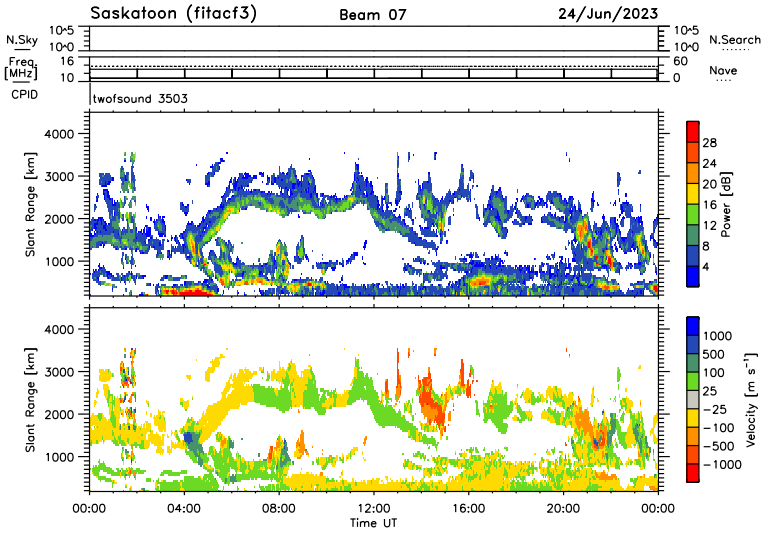 Saskatoon (fitacf3) Beam 07 24/Jun/2023
N.Sky 10^5 10^0 10^5 10^0 N.Search
Freq. [MHz] 16 10 60 0 Nave
CPID twofsound 3503
Slant Range [km] 4000 3000 2000 1000
Power [dB] 28 24 20 16 12 8 4
Slant Range [km] 4000 3000 2000 1000
Velocity [m s⁻¹] 1000 500 100 25 −25 −100 −500 −1000
00:00 04:00 08:00 12:00 16:00 20:00 00:00
Time UT